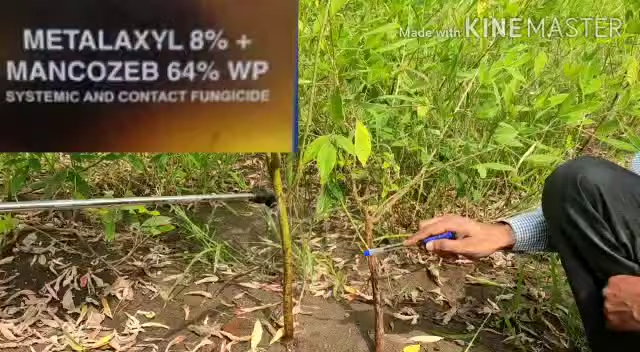 METALAXYL 8% +
MANCOZEB 64% WP
SYSTEMIC AND CONTACT FUNGICIDE
Made with KINEMASTER